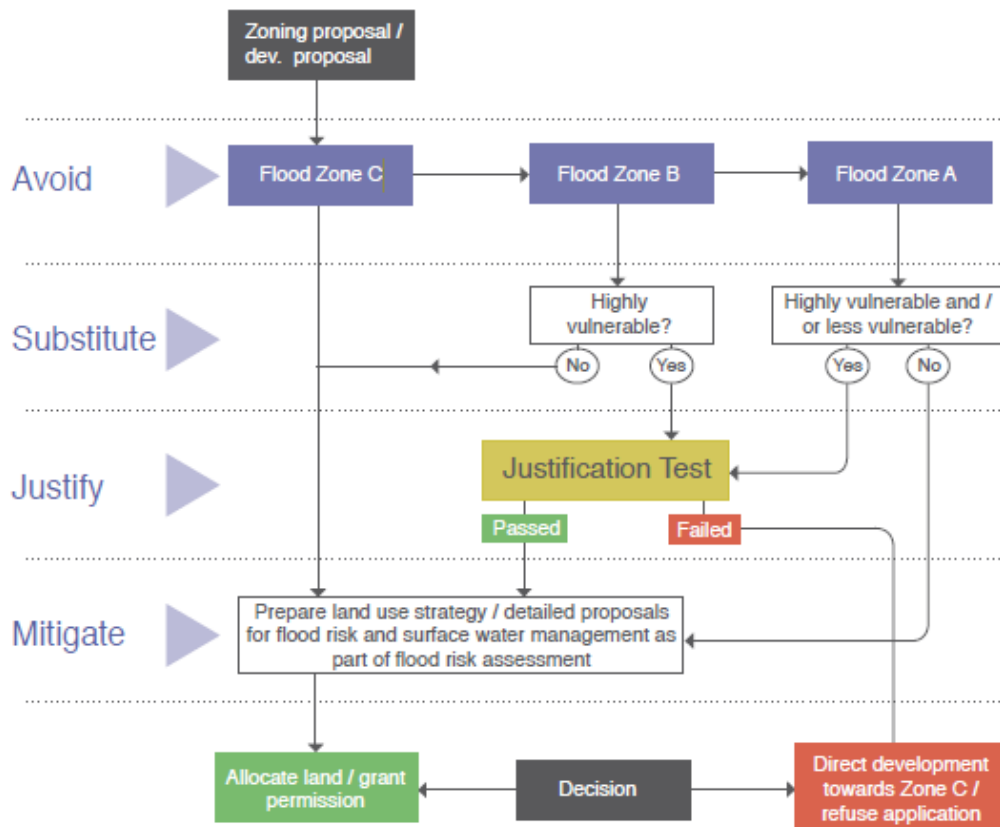 Zoning proposal /
dev. proposal
Avoid
Flood Zone C
Flood Zone B
Flood Zone A
Substitute
Highly
vulnerable?
Highly vulnerable and /
or less vulnerable?
No
Yes
Yes
No
Justify
Justification Test
Passed
Failed
Mitigate
Prepare land use strategy / detailed proposals
for flood risk and surface water management as
part of flood risk assessment
Allocate land / grant
permission
Decision
Direct development
towards Zone C /
refuse application